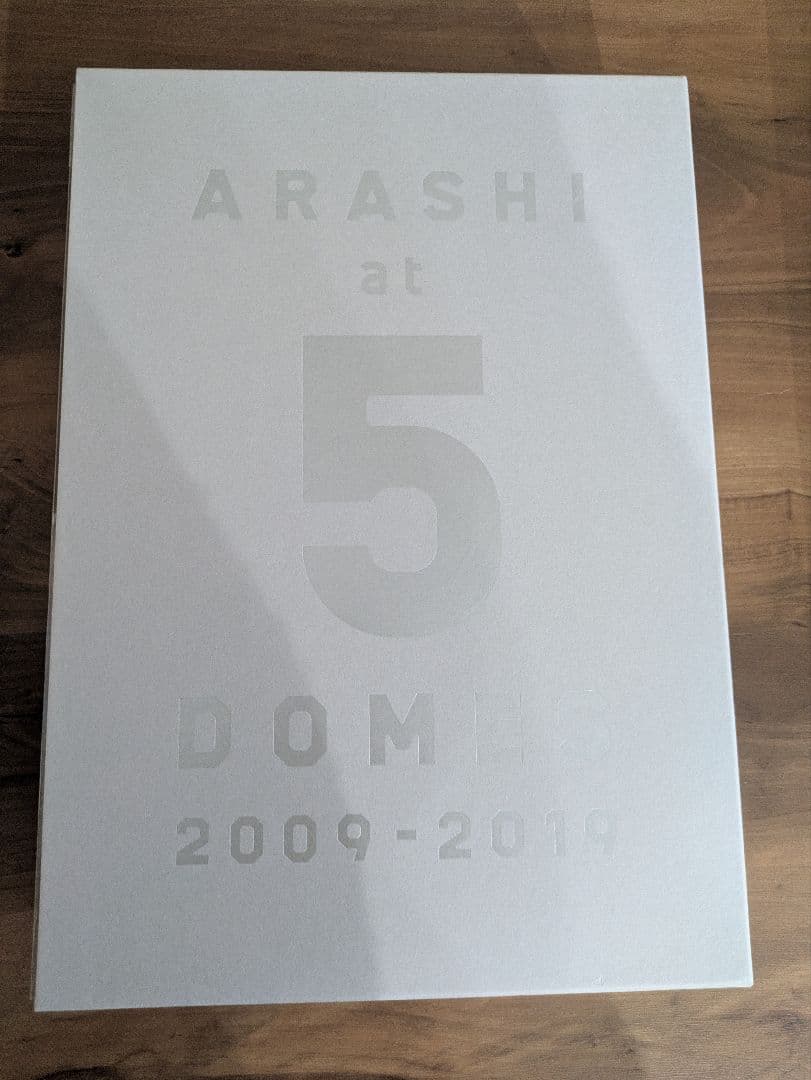 ARASHI
at
5
DOMES
2009-2019